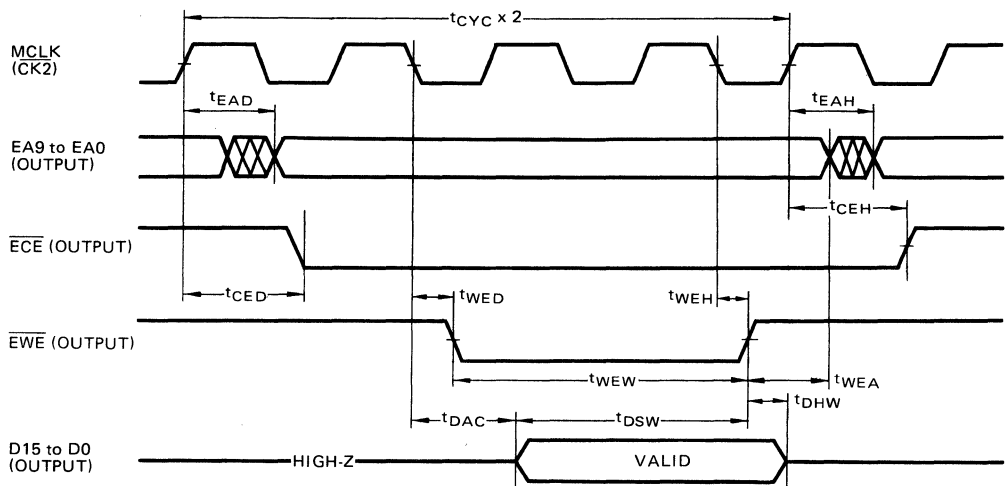 tCYC x 2
MCLK
(CK2)
tEAD
tEAH
EA9 to EA0
(OUTPUT)
tCEH
ECE (OUTPUT)
tCED
tWED
tWEH
EWE (OUTPUT)
tWEW
tWEA
tDHW
tDAC
tDSW
D15 to D0
(OUTPUT)
HIGH-Z
VALID